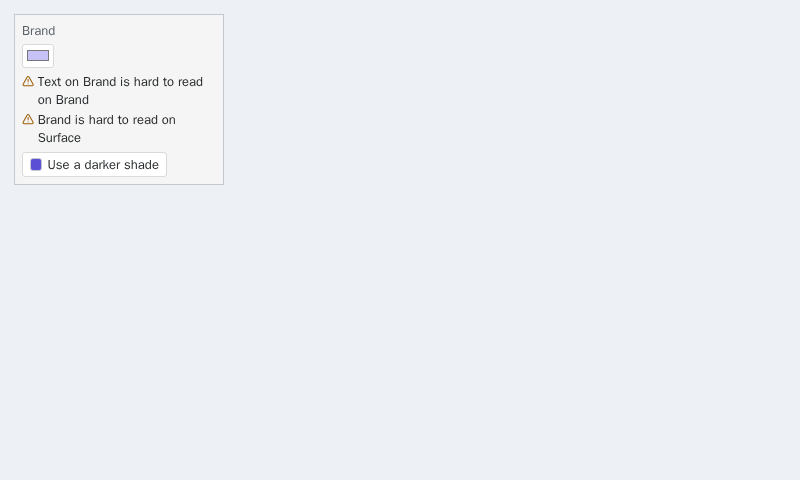 Brand
Text on Brand is hard to read
on Brand
Brand is hard to read on
Surface
Use a darker shade